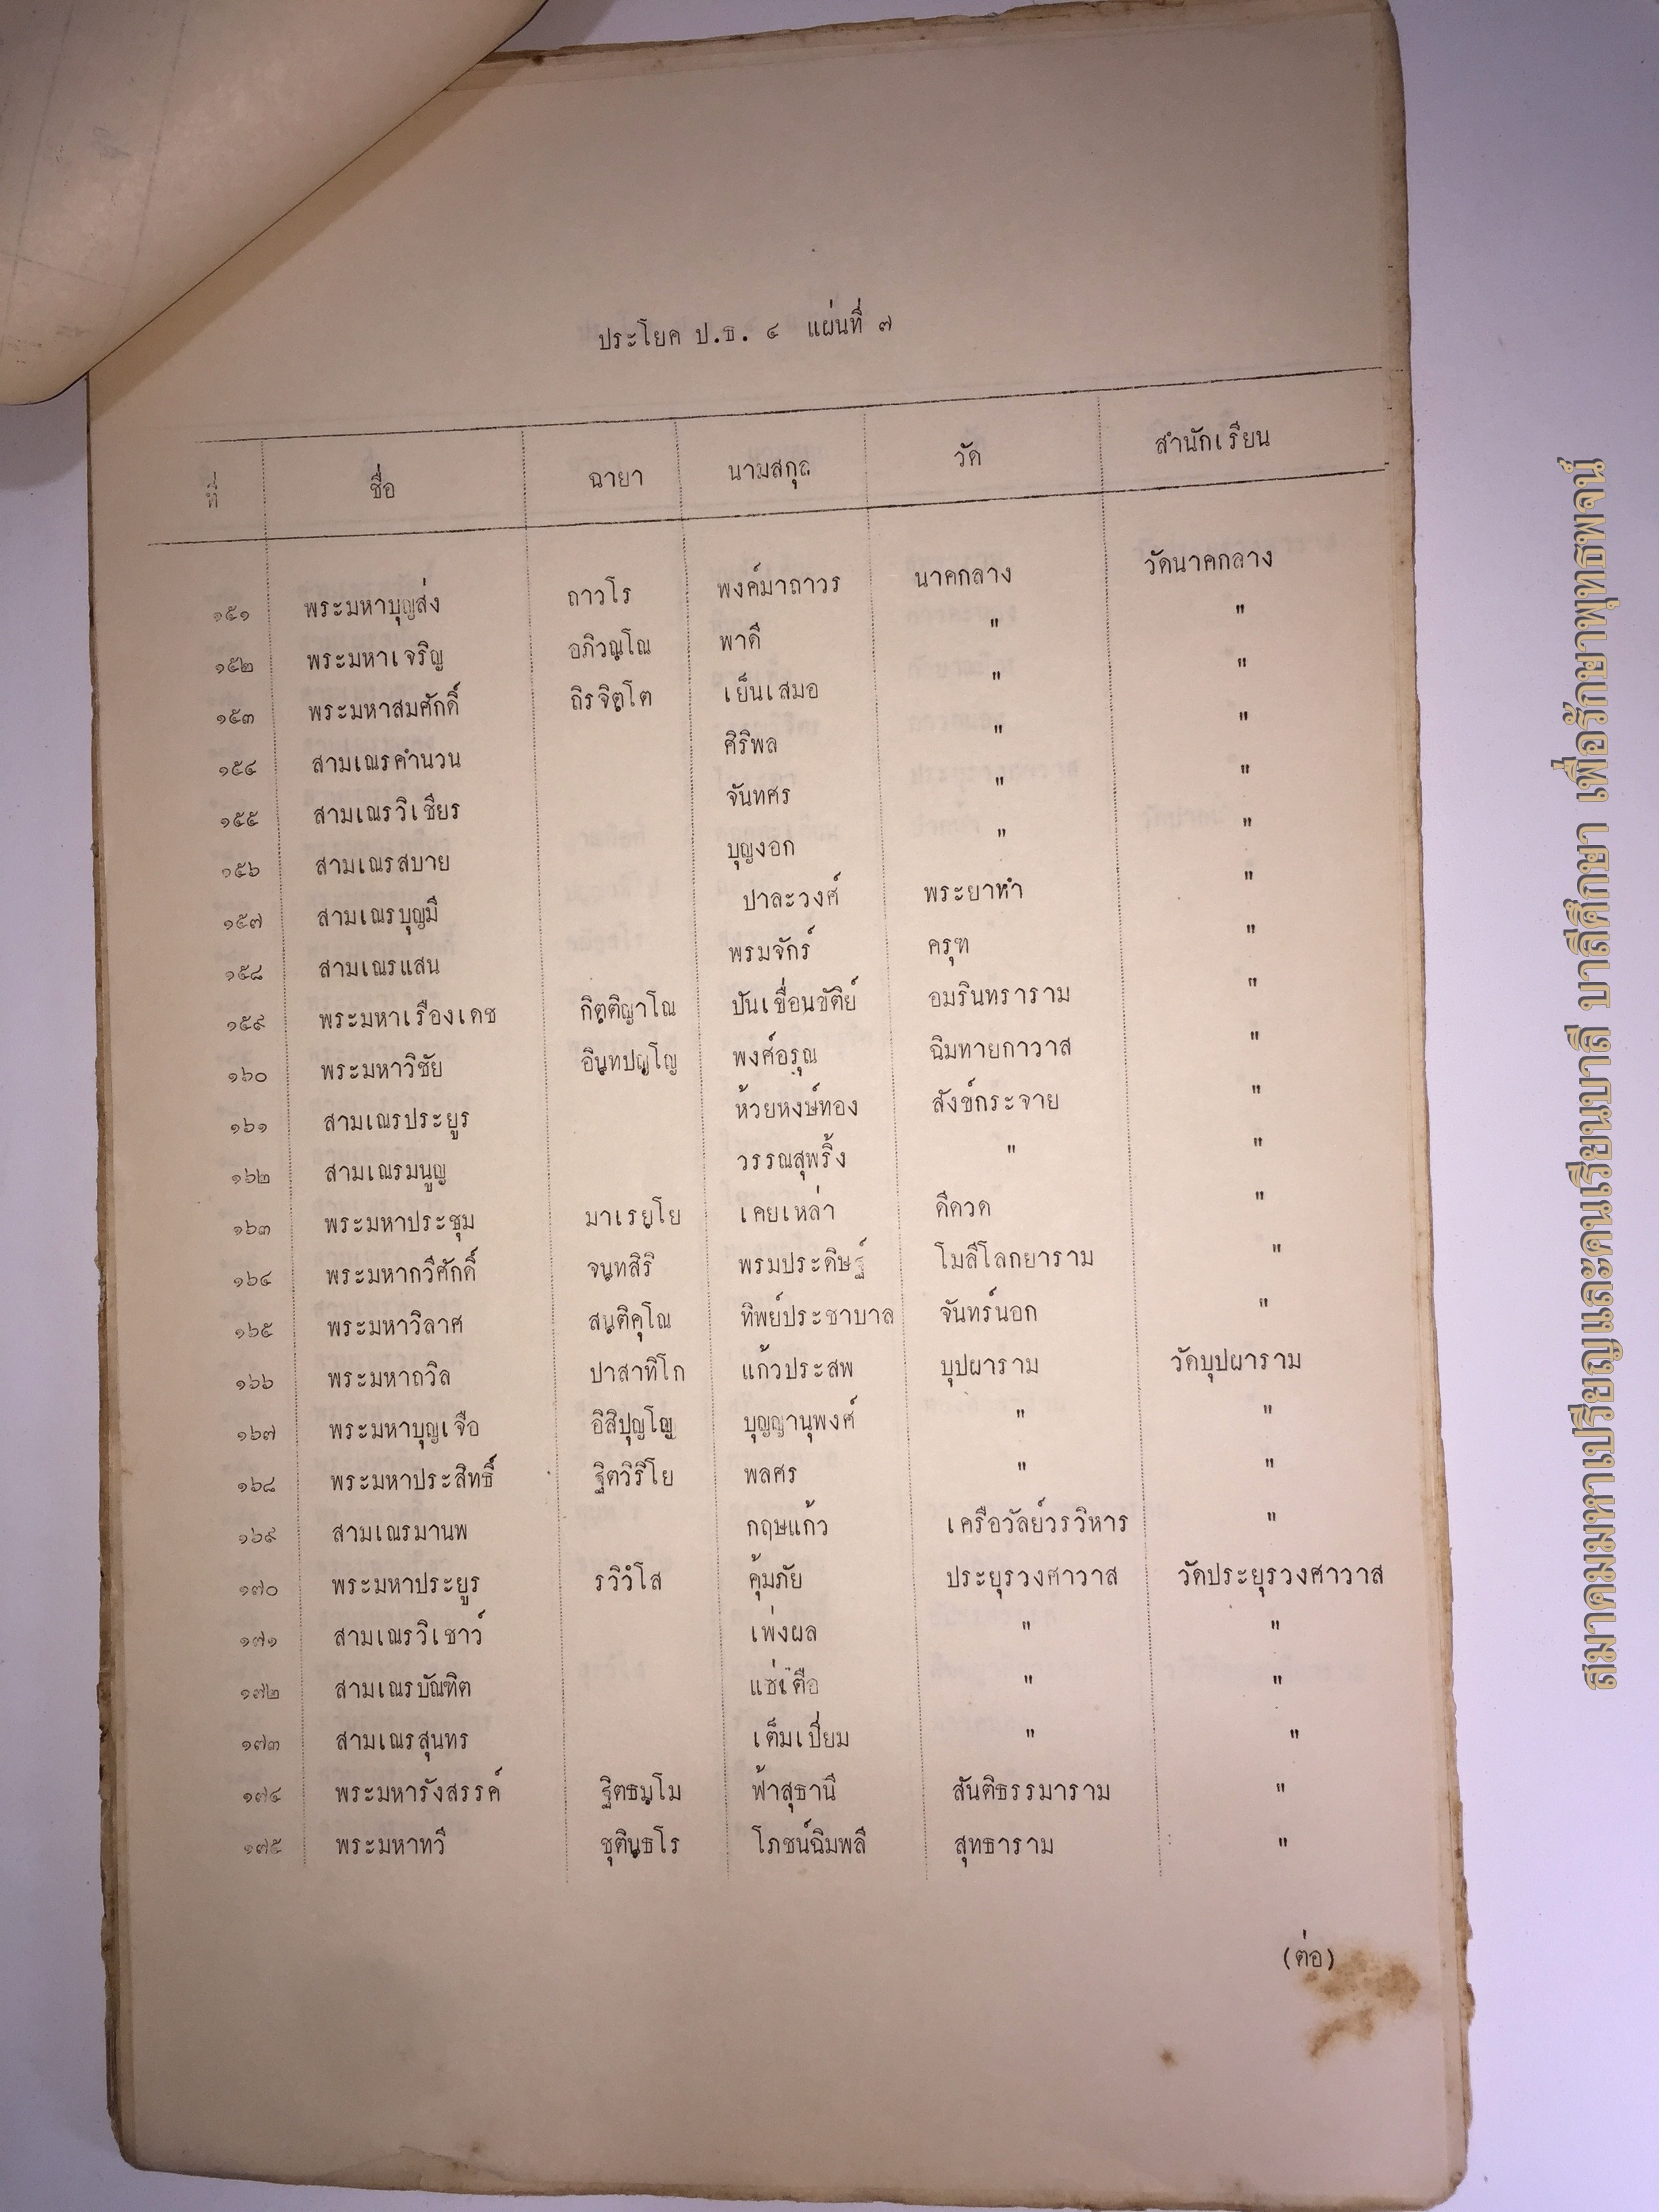 ประโยค ป.ธ. ๔ แผ่นที่ ๗
ที่ ชื่อ ฉายา นามสกุล วัด สำนักเรียน
๑๕๑ พระมหาบุญส่ง ถาวโร พงค์มาถาวร นาคกลาง วัดนาคกลาง
๑๕๒ พระมหาเจริญ อภิวณฺโณ พาดี " "
๑๕๓ พระมหาสมศักดิ์ ถิรจิตฺโต เย็นเสมอ " "
๑๕๔ สามเณรคำนวน ศิริพล " "
๑๕๕ สามเณรวิเชียร จันทศร " "
๑๕๖ สามเณรสบาย บุญงอก " "
๑๕๗ สามเณรบุญมี ปาละวงศ์ พระยาทำ "
๑๕๘ สามเณรแสน พรมจักร์ ครุฑ "
๑๕๙ พระมหาเรืองเดช กิตฺติญาโณ ปันเขื่อนขัติย์ อมรินทราราม "
๑๖๐ พระมหาวิชัย อินฺทปญฺโญ พงศ์อรุณ ฉิมทายกาวาส "
๑๖๑ สามเณรประยูร ห้วยหงษ์ทอง สังข์กระจาย "
๑๖๒ สามเณรมนูญ วรรณสุพริ้ง " "
๑๖๓ พระมหาประชุม มาเรยฺโย เคยเหล่า ดีดวด "
๑๖๔ พระมหากวีศักดิ์ จนฺทสิริ พรมประดิษฐ์ โมลีโลกยาราม "
๑๖๕ พระมหาวิลาศ สนฺติคุโณ ทิพย์ประชาบาล จันทร์นอก "
๑๖๖ พระมหาถวิล ปาสาทิโก แก้วประสพ บุปผาราม วัดบุปผาราม
๑๖๗ พระมหาบุญเจือ อิสิปุญฺโญ บุญญานุพงศ์ " "
๑๖๘ พระมหาประสิทธิ์ ฐิตวิริโย พลศร " "
๑๖๙ สามเณรมานพ กฤษแก้ว เครือวัลย์วรวิหาร "
๑๗๐ พระมหาประยูร รวิวํโส คุ้มภัย ประยุรวงศาวาส วัดประยุรวงศาวาส
๑๗๑ สามเณรวิเชาว์ เพ่งผล " "
๑๗๒ สามเณรบัณฑิต " "
๑๗๓ สามเณรสุนทร เต็มเปี่ยม " "
๑๗๔ พระมหารังสรรค์ ฐิตธมฺโม ฟ้าสุธานี สันติธรรมาราม "
๑๗๕ พระมหาทวี ชุตินฺธโร โภชน์ฉิมพลี สุทธาราม "
(ต่อ)
สมาคมมหาเปรียญและคนเรียนบาลี บาลีศึกษา เพื่อรักษาพุทธพจน์